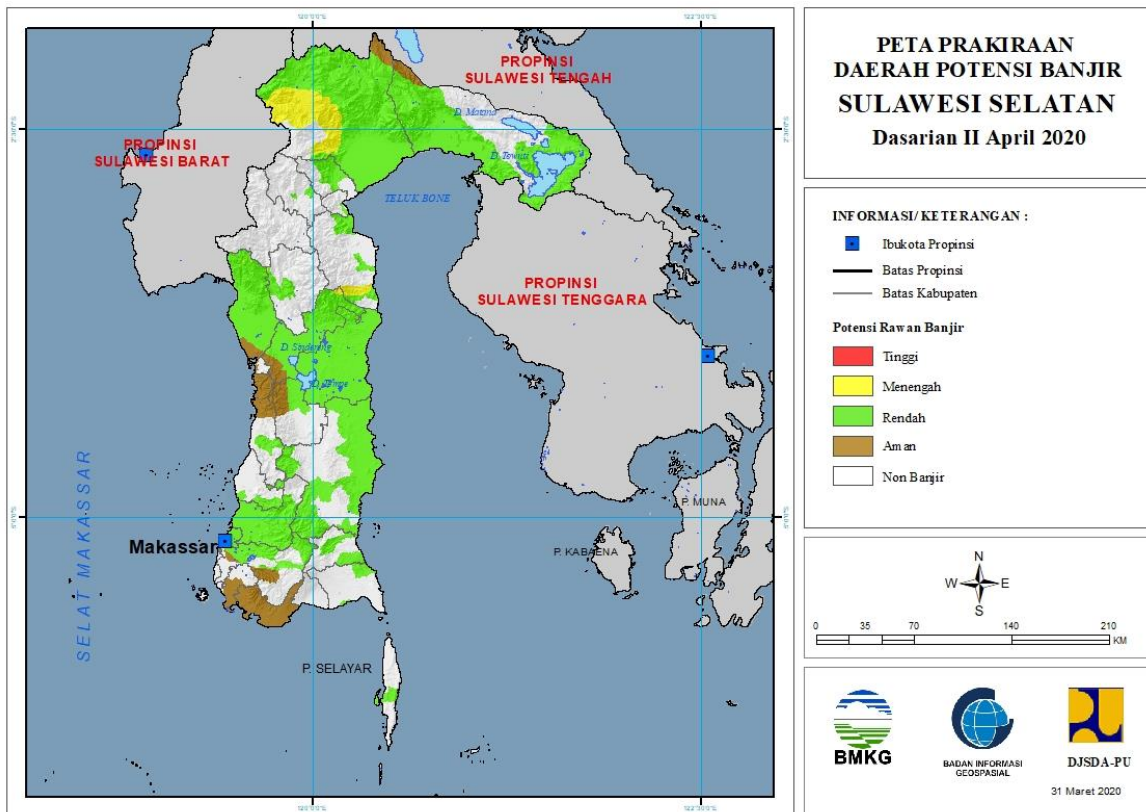 PETA PRAKIRAAN
DAERAH POTENSI BANJIR
SULAWESI SELATAN
Dasarian II April 2020
INFORMASI/ KETERANGAN :
Ibukota Propinsi
Batas Propinsi
Batas Kabupaten
Potensi Rawan Banjir
Tinggi
Menengah
Rendah
Aman
Non Banjir
N
W E
S
0 35 70 140 210
KM
BMKG
BADAN INFORMASI
GEOSPASIAL
DJSDA-PU
31 Maret 2020
PROPINSI
SULAWESI TENGAH
PROPINSI
SULAWESI BARAT
D. Matana
D. Towuti
TELUK BONE
PROPINSI
SULAWESI TENGGARA
D. Sindereng
D. Tempe
SELAT MAKASSAR
Makassar
P. MUNA
P. KABAENA
P. SELAYAR